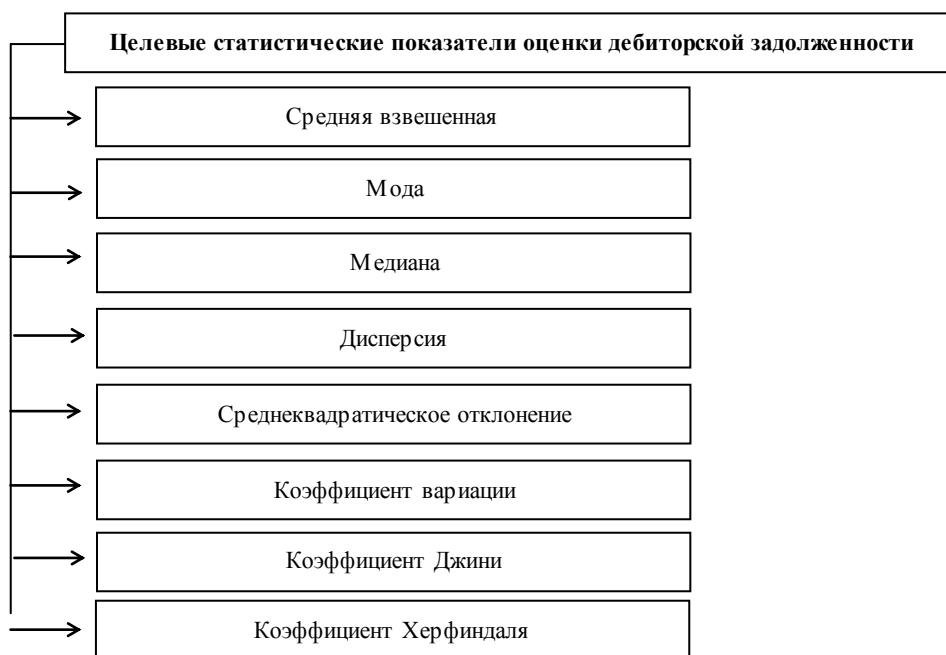 Целевые статистические показатели оценки дебиторской задолженности
Средняя взвешенная
Мода
Медиана
Дисперсия
Среднеквадратическое отклонение
Коэффициент вариации
Коэффициент Джини
Коэффициент Херфиндаля